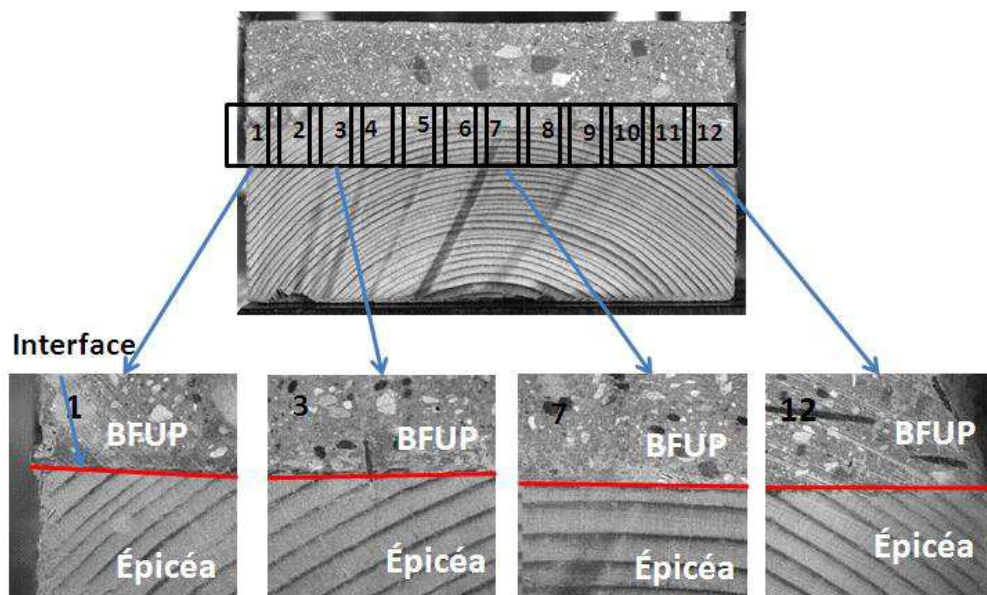 1 2 3 4 5 6 7 8 9 10 11 12
Interface
1 3 7 12
BFUP BFUP BFUP BFUP
Épicéa Épicéa Épicéa Épicéa